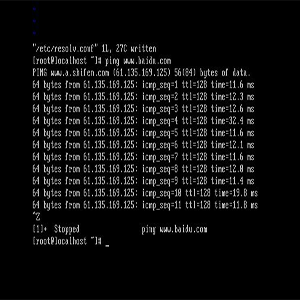 "/etc/resolv.conf" 1L, 27C written
[root@localhost ~]# ping www.baidu.com
PING www.a.shifen.com (61.135.169.125) 56(84) bytes of data.
64 bytes from 61.135.169.125: icmp_seq=1 ttl=128 time=11.6 ms
64 bytes from 61.135.169.125: icmp_seq=2 ttl=128 time=12.3 ms
64 bytes from 61.135.169.125: icmp_seq=3 ttl=128 time=12.6 ms
64 bytes from 61.135.169.125: icmp_seq=4 ttl=128 time=32.4 ms
64 bytes from 61.135.169.125: icmp_seq=5 ttl=128 time=11.6 ms
64 bytes from 61.135.169.125: icmp_seq=6 ttl=128 time=12.1 ms
64 bytes from 61.135.169.125: icmp_seq=7 ttl=128 time=11.6 ms
64 bytes from 61.135.169.125: icmp_seq=8 ttl=128 time=12.0 ms
64 bytes from 61.135.169.125: icmp_seq=9 ttl=128 time=11.4 ms
64 bytes from 61.135.169.125: icmp_seq=10 ttl=128 time=19.8 ms
64 bytes from 61.135.169.125: icmp_seq=11 ttl=128 time=11.8 ms
^Z
[1]+ Stopped ping www.baidu.com
[root@localhost ~]# _